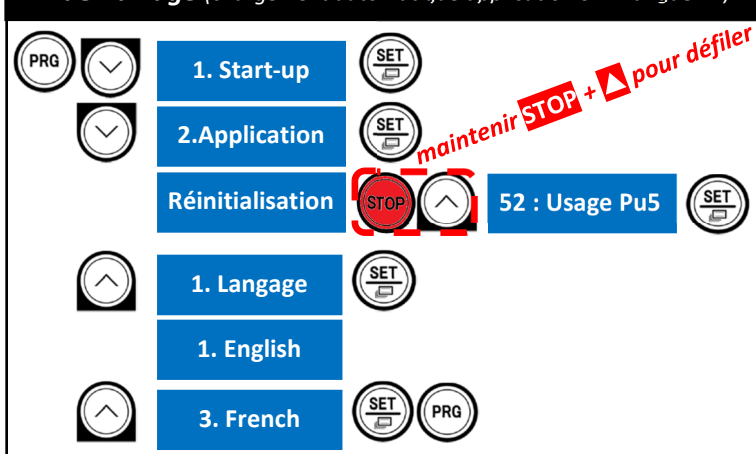 PRG 1. Start-up SET
2.Application SET
maintenir STOP + pour défiler
Réinitialisation STOP 52 : Usage Pu5 SET
1. Langage SET
1. English
3. French SET PRG